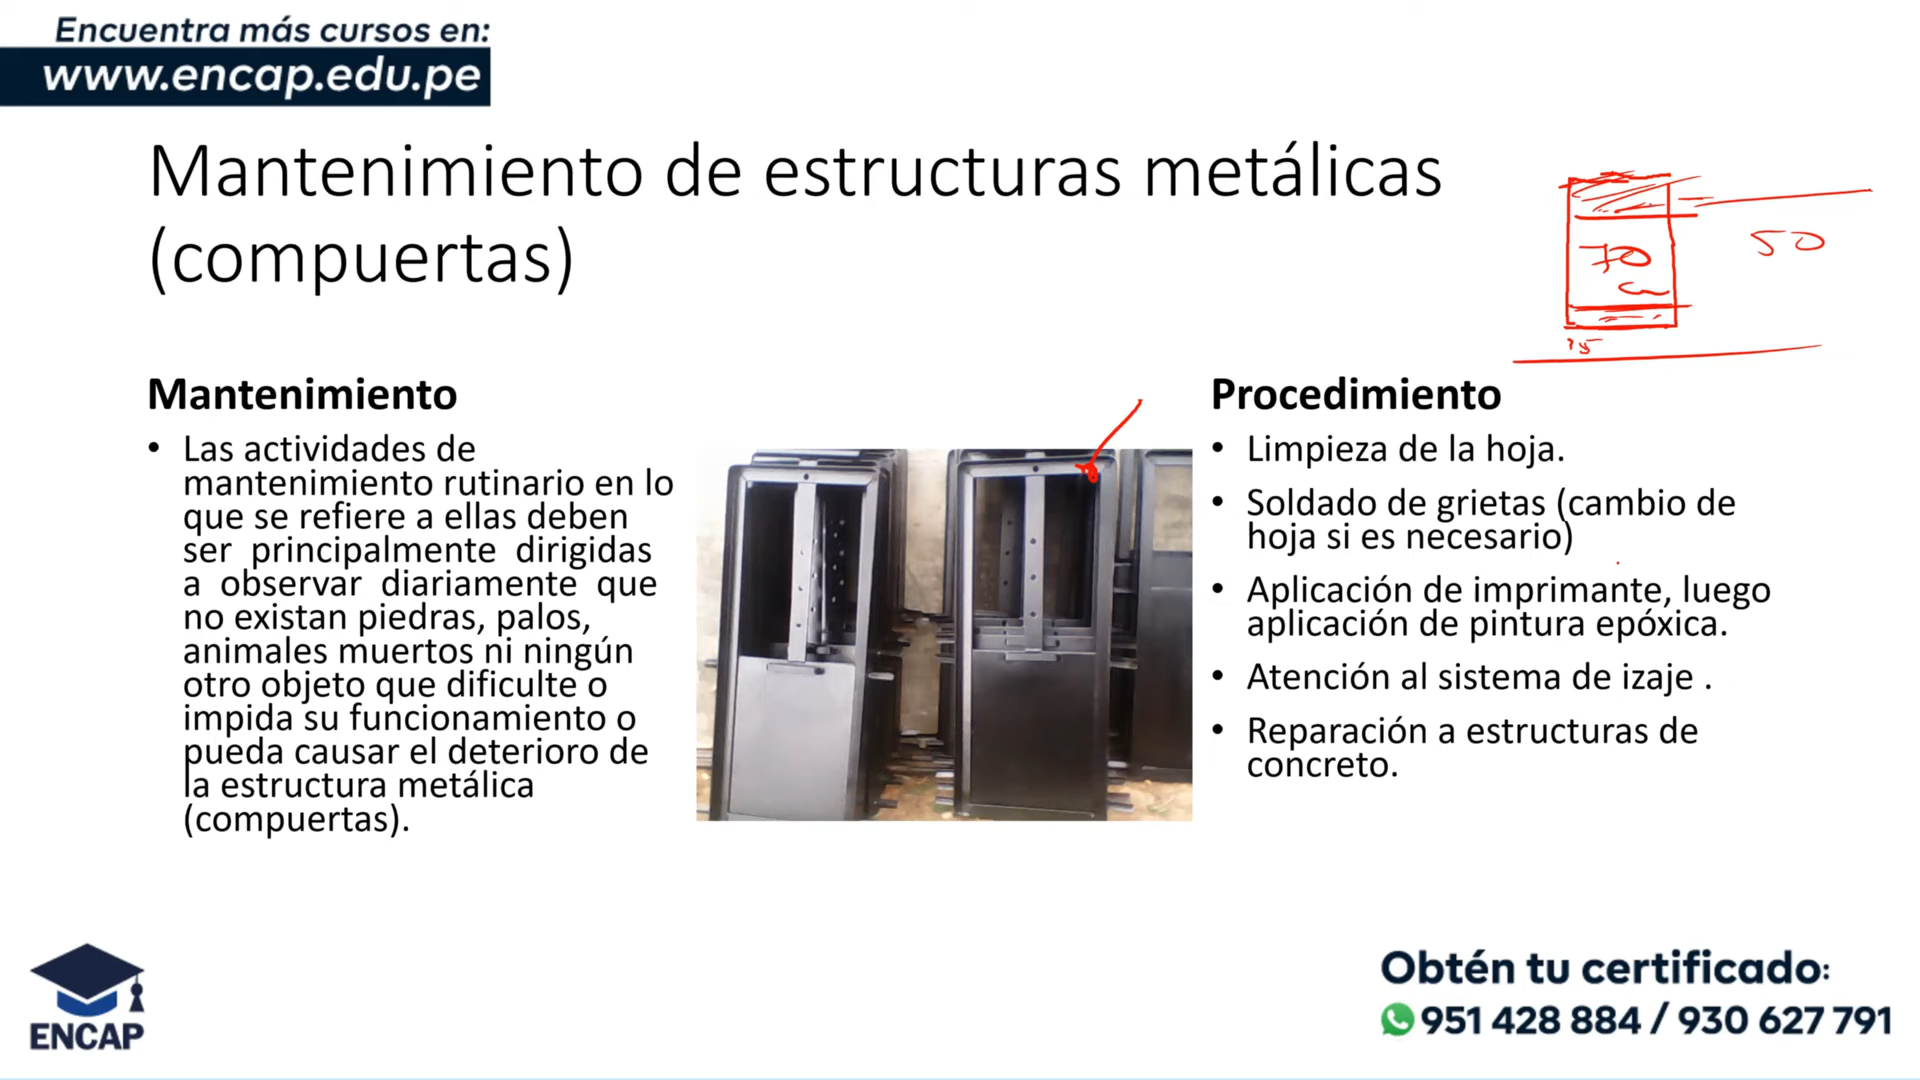 Encuentra más cursos en:
www.encap.edu.pe
Mantenimiento de estructuras metálicas
(compuertas)
70
50
Mantenimiento
• Las actividades de
mantenimiento rutinario en lo
que se refiere a ellas deben
ser principalmente dirigidas
a observar diariamente que
no existan piedras, palos,
animales muertos ni ningún
otro objeto que dificulte o
impida su funcionamiento o
pueda causar el deterioro de
la estructura metálica
(compuertas).
Procedimiento
• Limpieza de la hoja.
• Soldado de grietas (cambio de
hoja si es necesario)
• Aplicación de imprimante, luego
aplicación de pintura epóxica.
• Atención al sistema de izaje .
• Reparación a estructuras de
concreto.
ENCAP
Obtén tu certificado:
951 428 884 / 930 627 791